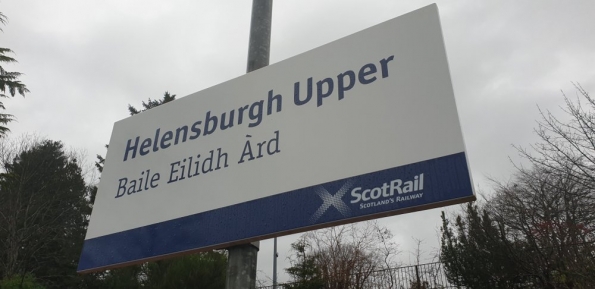 Helensburgh Upper
Baile Eilidh Àrd
ScotRail
SCOTLAND'S RAILWAY